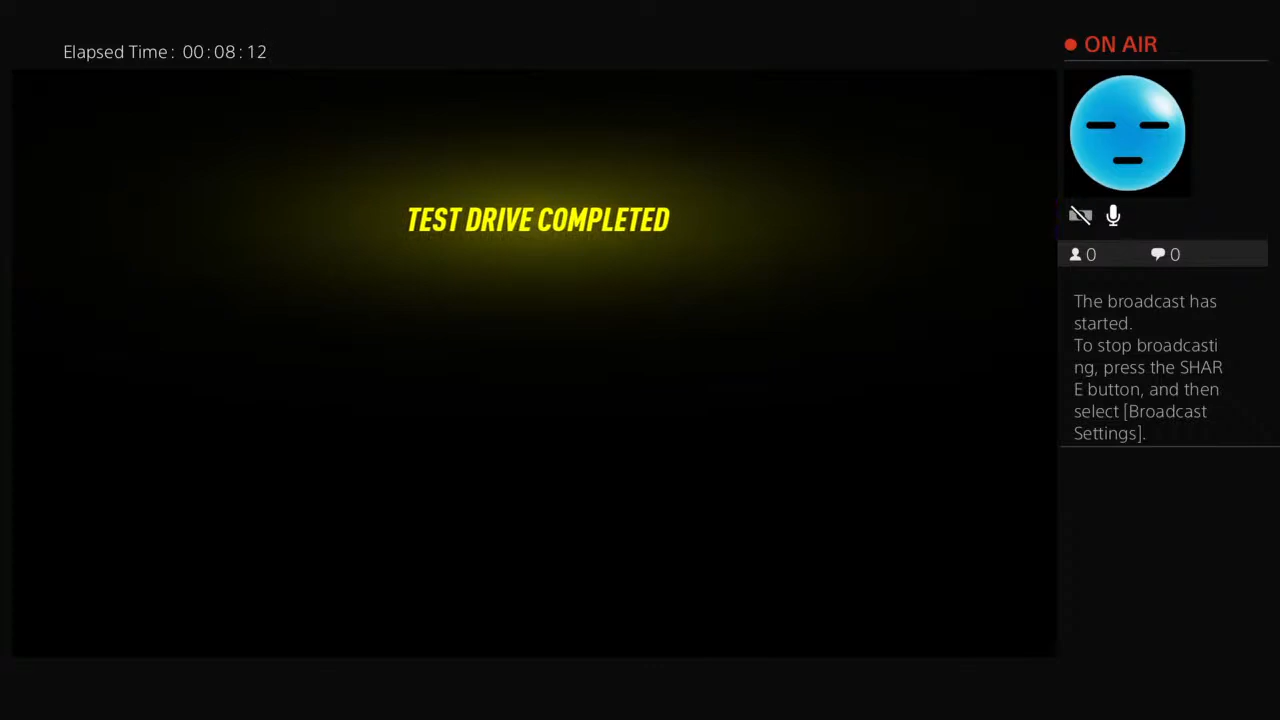 Elapsed Time: 00:08:12
ON AIR
TEST DRIVE COMPLETED
0 0
The broadcast has
started.
To stop broadcasti
ng, press the SHAR
E button, and then
select [Broadcast
Settings].